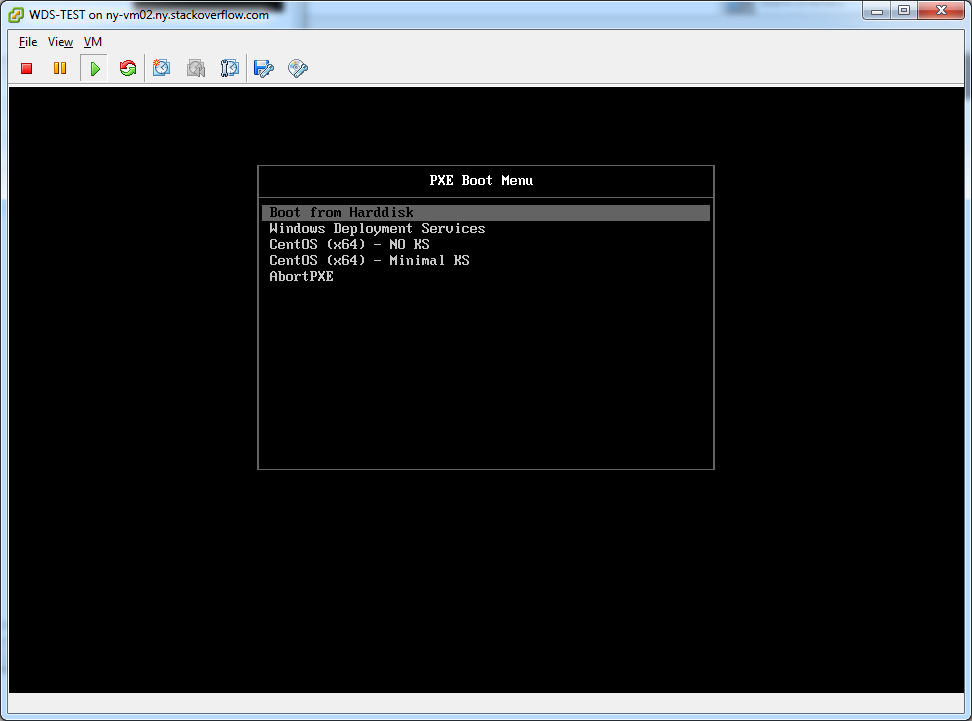 WDS-TEST on ny-vm02.ny.stackoverflow.com
File View VM
PXE Boot Menu
Boot from Harddisk
Windows Deployment Services
CentOS (x64) - NO KS
CentOS (x64) - Minimal KS
AbortPXE